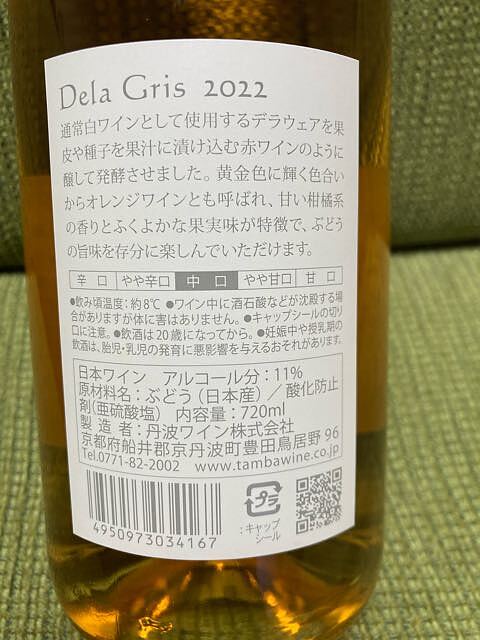 Dela Gris 2022
通常白ワインとして使用するデラウェアを果
皮や種子を果汁に漬け込む赤ワインのように
醸して発酵させました。黄金色に輝く色合い
からオレンジワインとも呼ばれ、甘い柑橘系
の香りとふくよかな果実味が特徴で、ぶどう
の旨味を存分に楽しんでいただけます。
辛口 やや辛口 中口 やや甘口 甘口
●飲み頃温度：約8℃ ●ワイン中に酒石酸などが沈殿する場
合がありますが体に害はありません。●キャップシールの切り
口に注意。●飲酒は20歳になってから。●妊娠中や授乳期の
飲酒は、胎児・乳児の発育に悪影響を与えるおそれがあります。
日本ワイン アルコール分：11%
原材料名：ぶどう（日本産）／酸化防止
剤（亜硫酸塩） 内容量：720ml
製造者：丹波ワイン株式会社
京都府船井郡京丹波町豊田鳥居野96
Tel.0771-82-2002 www.tambawine.co.jp
4950973034167
プラ
：キャップ
シール